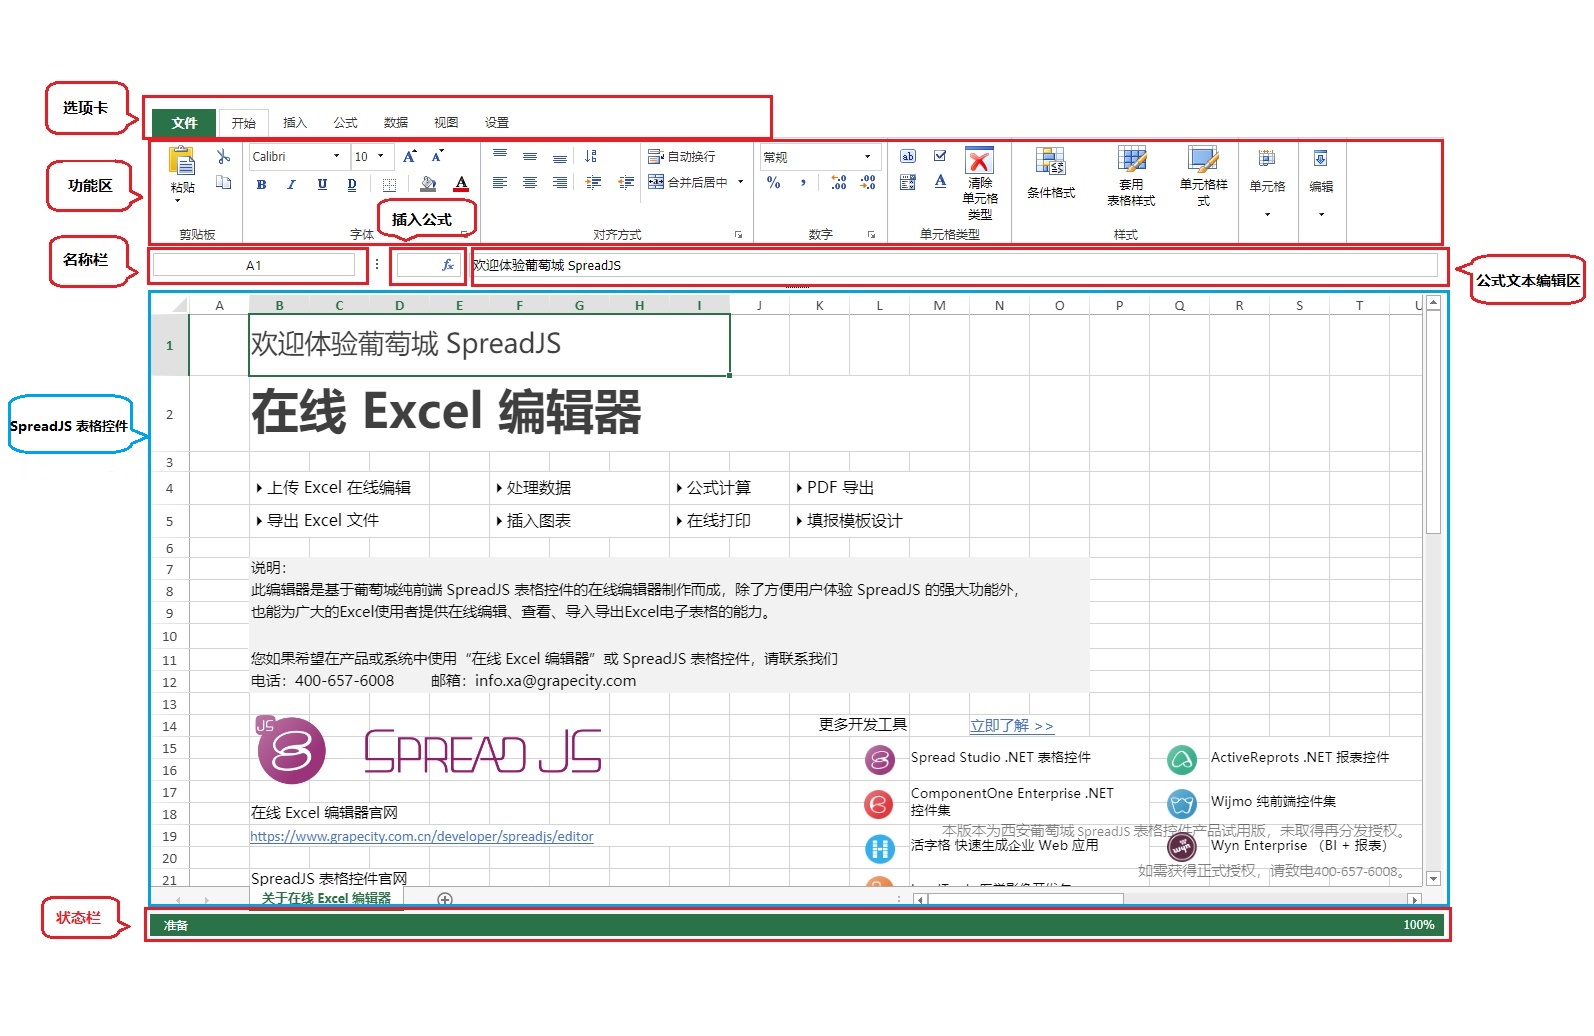 选项卡
文件 开始 插入 公式 数据 视图 设置
功能区
粘贴
剪贴板
Calibri 10
B I U D A
字体
插入公式
自动换行
合并后居中
对齐方式
常规
% , .00 .00
数字
ab
A
清除
单元格
类型
单元格类型
条件格式
套用
表格样式
单元格样
式
样式
单元格
编辑
名称栏
A1
fx
欢迎体验葡萄城 SpreadJS
公式文本编辑区
A B C D E F G H I J K L M N O P Q R S T U
SpreadJS 表格控件
1 欢迎体验葡萄城 SpreadJS
2 在线 Excel 编辑器
3
4 上传 Excel 在线编辑 处理数据 公式计算 PDF 导出
5 导出 Excel 文件 插入图表 在线打印 填报模板设计
6
7 说明：
8 此编辑器是基于葡萄城纯前端 SpreadJS 表格控件的在线编辑器制作而成，除了方便用户体验 SpreadJS 的强大功能外，
9 也能为广大的Excel使用者提供在线编辑、查看、导入导出Excel电子表格的能力。
10
11 您如果希望在产品或系统中使用“在线 Excel 编辑器”或 SpreadJS 表格控件，请联系我们
12 电话：400-657-6008 邮箱：info.xa@grapecity.com
13
14 更多开发工具 立即了解 >>
JS SPREAD JS
15 Spread Studio .NET 表格控件 ActiveReprots .NET 报表控件
16
17 ComponentOne Enterprise .NET
控件集 Wijmo 纯前端控件集
18 在线 Excel 编辑器官网
本版本为西安葡萄城 SpreadJS 表格控件产品试用版，未取得再分发授权。
19 https://www.grapecity.com.cn/developer/spreadjs/editor
活字格 快速生成企业 Web 应用 Wyn Enterprise （BI + 报表）
20
如需获得正式授权，请致电400-657-6008。
21 SpreadJS 表格控件官网
关于在线 Excel 编辑器
状态栏
准备 100%